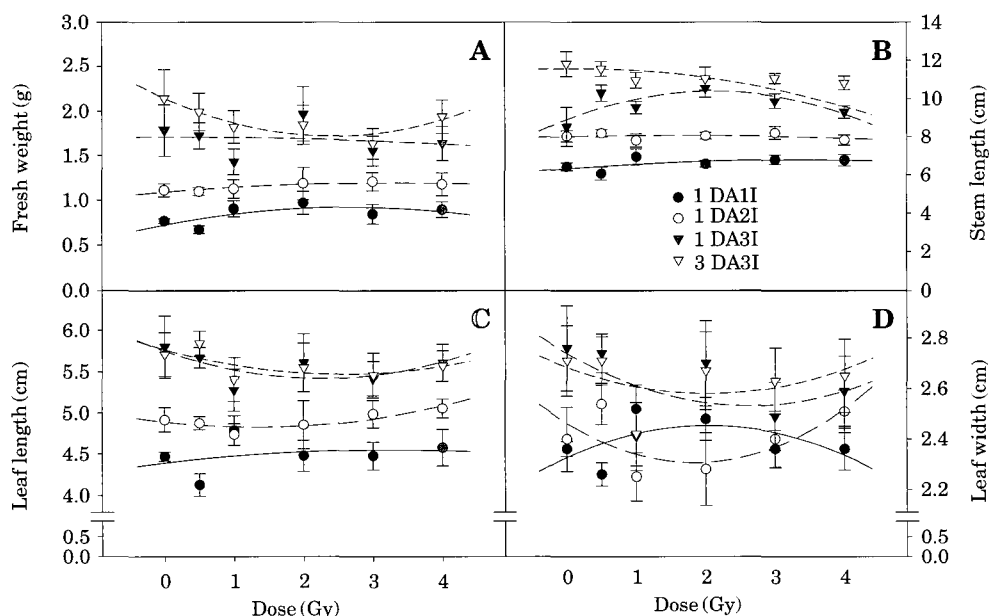 3.0
2.5
2.0
1.5
1.0
0.5
0.0
Fresh weight (g)
A
B
14
12
10
8
6
4
2
0
Stem length (cm)
1 DA1I
1 DA2I
1 DA3I
3 DA3I
C
6.0
5.5
5.0
4.5
4.0
0.5
0.0
Leaf length (cm)
D
2.8
2.6
2.4
2.2
0.5
0.0
Leaf width (cm)
0 1 2 3 4
Dose (Gy)
0 1 2 3 4
Dose (Gy)